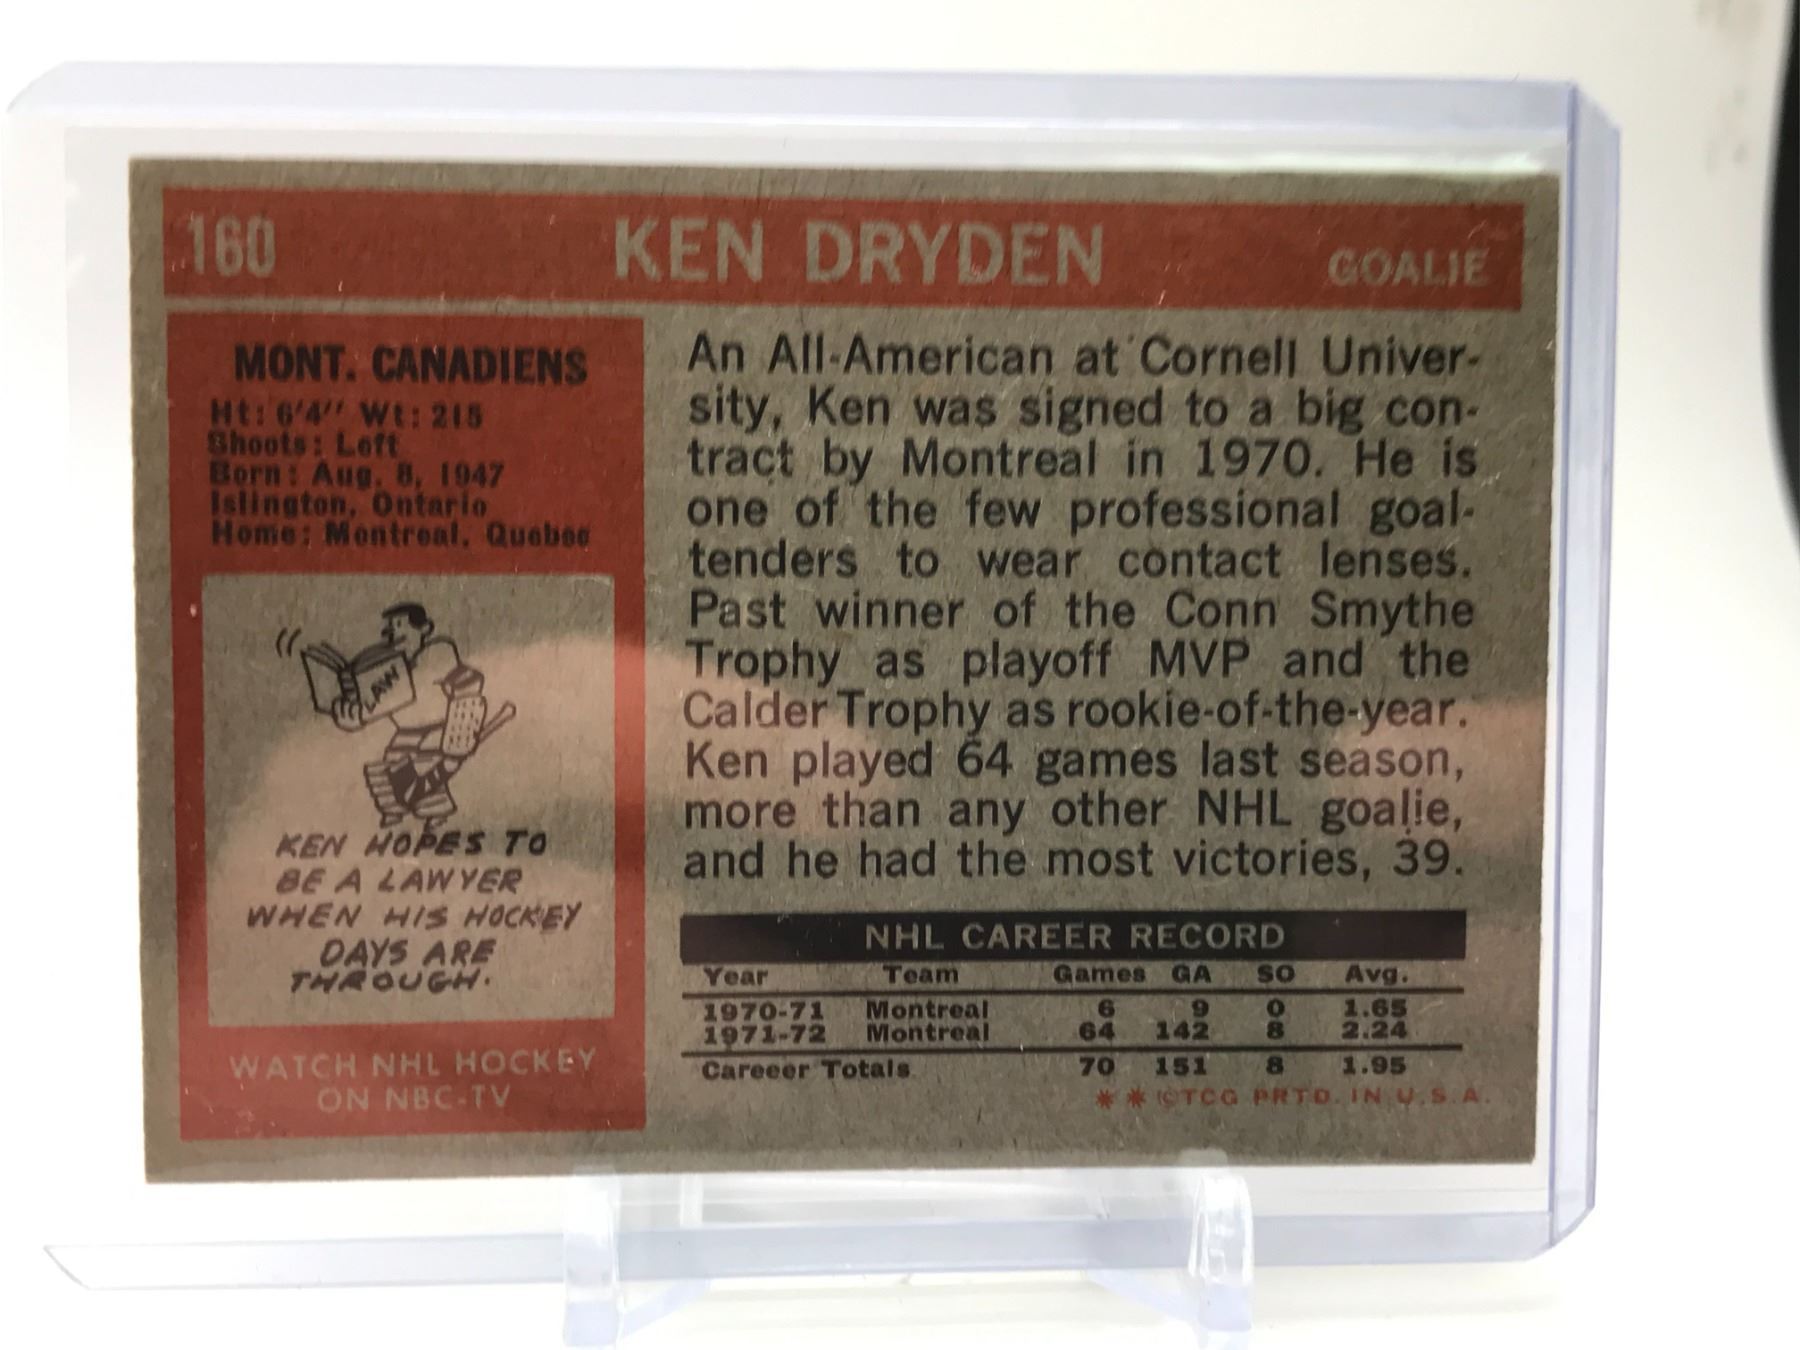 160 KEN DRYDEN GOALIE
MONT. CANADIENS
Ht: 6'4" Wt: 215
Shoots: Left
Born: Aug. 8, 1947
Islington, Ontario
Home: Montreal, Quebec
LAW
KEN HOPES TO
BE A LAWYER
WHEN HIS HOCKEY
DAYS ARE
THROUGH.
WATCH NHL HOCKEY
ON NBC-TV
An All-American at Cornell Univer-
sity, Ken was signed to a big con-
tract by Montreal in 1970. He is
one of the few professional goal-
tenders to wear contact lenses.
Past winner of the Conn Smythe
Trophy as playoff MVP and the
Calder Trophy as rookie-of-the-year.
Ken played 64 games last season,
more than any other NHL goalie,
and he had the most victories, 39.
NHL CAREER RECORD
Year Team Games GA SO Avg.
1970-71 Montreal 6 9 0 1.65
1971-72 Montreal 64 142 8 2.24
Careeer Totals 70 151 8 1.95
** ©TCG PRTD. IN U.S.A.